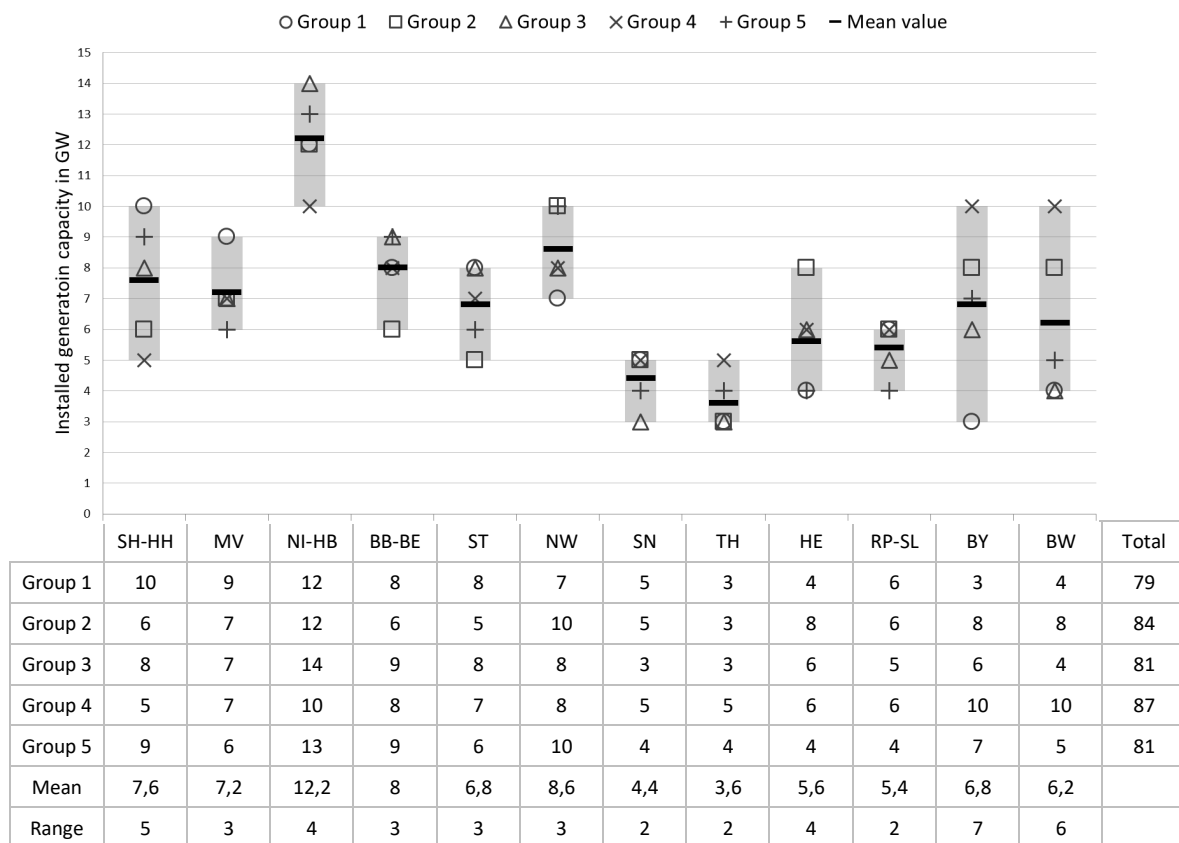 Group 1 Group 2 Group 3 Group 4 Group 5 Mean value
Installed generatoin capacity in GW
15
14
13
12
11
10
9
8
7
6
5
4
3
2
1
0
SH-HH MV NI-HB BB-BE ST NW SN TH HE RP-SL BY BW Total
Group 1 10 9 12 8 8 7 5 3 4 6 3 4 79
Group 2 6 7 12 6 5 10 5 3 8 6 8 8 84
Group 3 8 7 14 9 8 8 3 3 6 5 6 4 81
Group 4 5 7 10 8 7 8 5 5 6 6 10 10 87
Group 5 9 6 13 9 6 10 4 4 4 4 7 5 81
Mean 7,6 7,2 12,2 8 6,8 8,6 4,4 3,6 5,6 5,4 6,8 6,2
Range 5 3 4 3 3 3 2 2 4 2 7 6